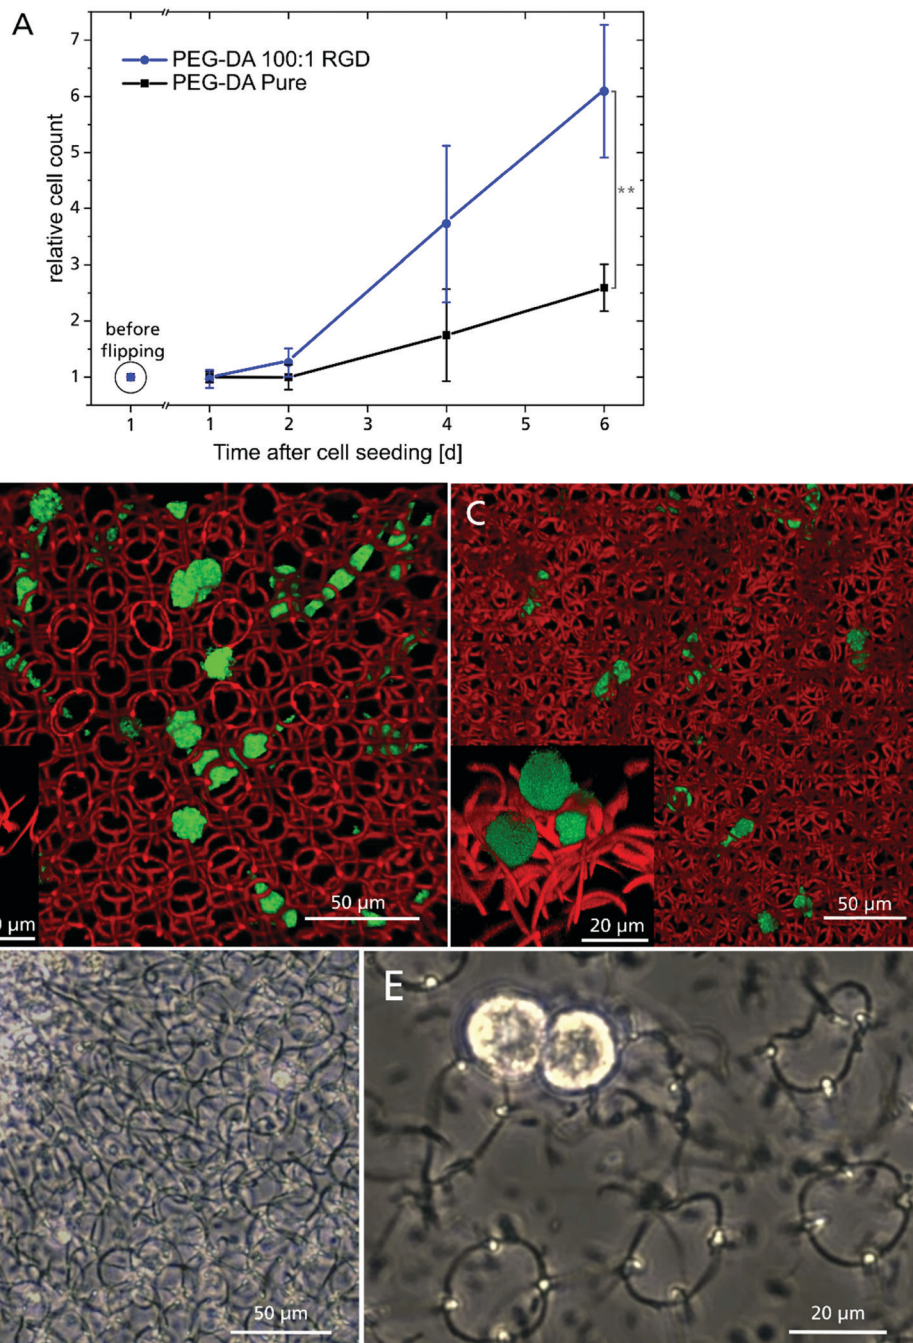 A
7
6
5
4
3
2
1
relative cell count
PEG-DA 100:1 RGD
PEG-DA Pure
**
before
flipping
1 1 2 3 4 5 6
Time after cell seeding [d]
C
50 µm
µm
20 µm
50 µm
E
50 µm
20 µm